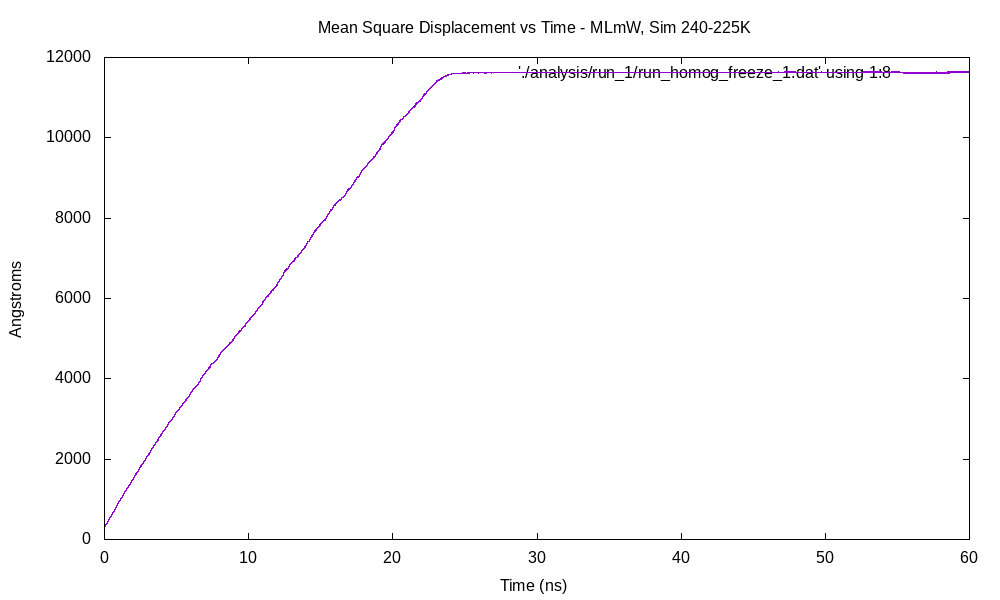 Mean Square Displacement vs Time - MLmW, Sim 240-225K
12000
'./analysis/run_1/run_homog_freeze_1.dat' using 1:8
10000
8000
6000
Angstroms
4000
2000
0
0 10 20 30 40 50 60
Time (ns)